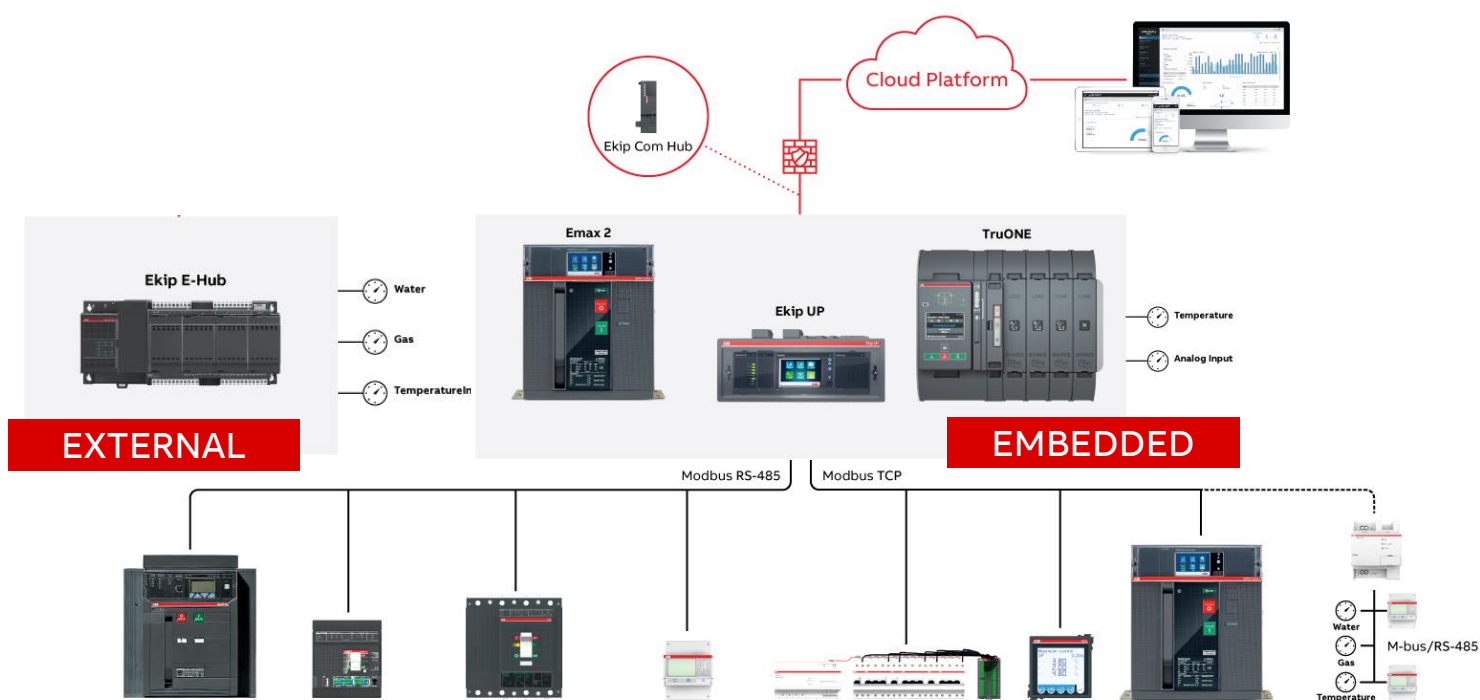 Cloud Platform
Ekip Com Hub
Ekip E-Hub
Water
Gas
TemperatureIn
EXTERNAL
Emax 2
Ekip UP
TruONE
Temperature
Analog Input
EMBEDDED
Modbus RS-485
Modbus TCP
Water
Gas
Temperature
M-bus/RS-485